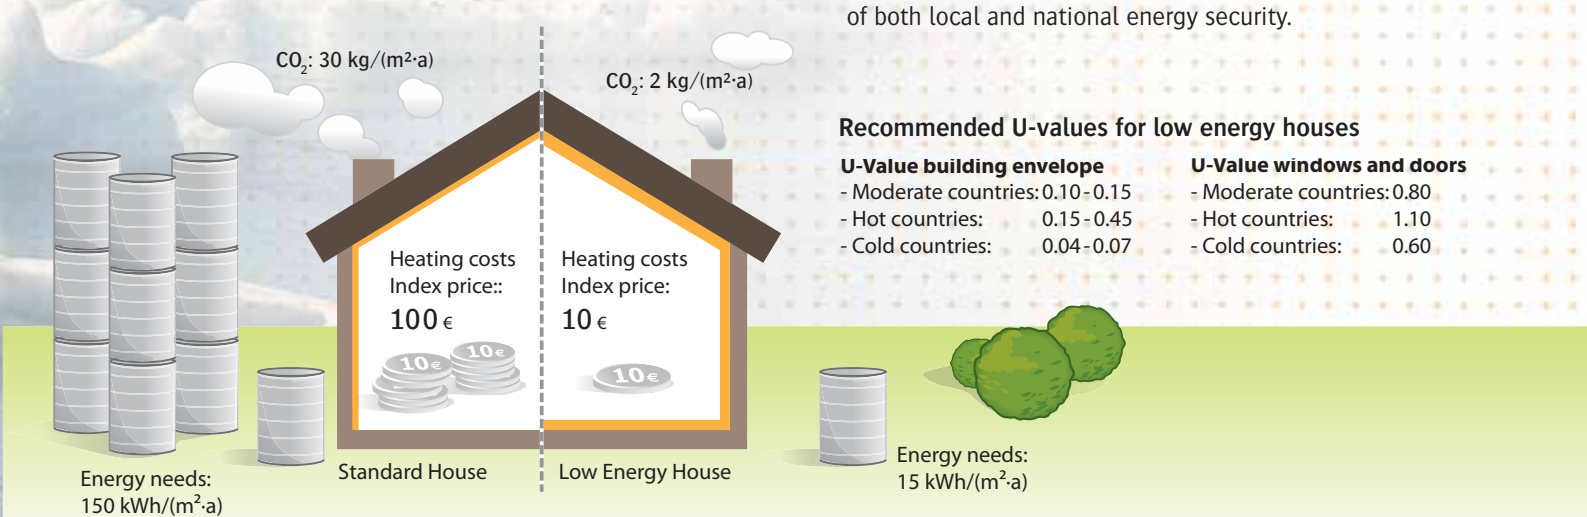 of both local and national energy security.
CO₂: 30 kg/(m²·a)
CO₂: 2 kg/(m²·a)
Recommended U-values for low energy houses
U-Value building envelope
- Moderate countries: 0.10 - 0.15
- Hot countries: 0.15 - 0.45
- Cold countries: 0.04 - 0.07
U-Value windows and doors
- Moderate countries: 0.80
- Hot countries: 1.10
- Cold countries: 0.60
Heating costs
Index price::
100 €
10€
10€
Heating costs
Index price:
10 €
10€
Energy needs:
150 kWh/(m²·a)
Standard House
Low Energy House
Energy needs:
15 kWh/(m²·a)